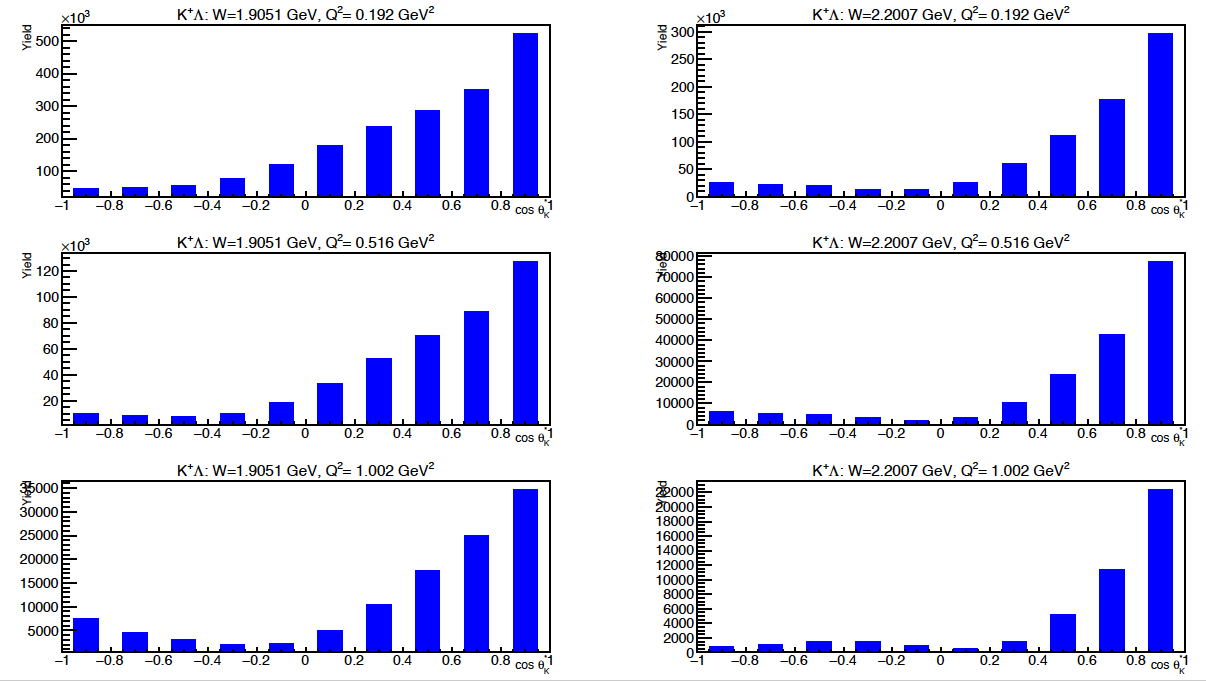 K⁺Λ: W=1.9051 GeV, Q²= 0.192 GeV²
×10³
Yield
500
400
300
200
100
−1 −0.8 −0.6 −0.4 −0.2 0 0.2 0.4 0.6 0.8 1
cos θ*K
K⁺Λ: W=2.2007 GeV, Q²= 0.192 GeV²
×10³
Yield
300
250
200
150
100
50
0
−1 −0.8 −0.6 −0.4 −0.2 0 0.2 0.4 0.6 0.8 1
cos θ*K
K⁺Λ: W=1.9051 GeV, Q²= 0.516 GeV²
×10³
Yield
120
100
80
60
40
20
−1 −0.8 −0.6 −0.4 −0.2 0 0.2 0.4 0.6 0.8 1
cos θ*K
K⁺Λ: W=2.2007 GeV, Q²= 0.516 GeV²
Yield
80000
70000
60000
50000
40000
30000
20000
10000
0
−1 −0.8 −0.6 −0.4 −0.2 0 0.2 0.4 0.6 0.8 1
cos θ*K
K⁺Λ: W=1.9051 GeV, Q²= 1.002 GeV²
Yield
35000
30000
25000
20000
15000
10000
5000
−1 −0.8 −0.6 −0.4 −0.2 0 0.2 0.4 0.6 0.8 1
cos θ*K
K⁺Λ: W=2.2007 GeV, Q²= 1.002 GeV²
Yield
22000
20000
18000
16000
14000
12000
10000
8000
6000
4000
2000
0
−1 −0.8 −0.6 −0.4 −0.2 0 0.2 0.4 0.6 0.8 1
cos θ*K